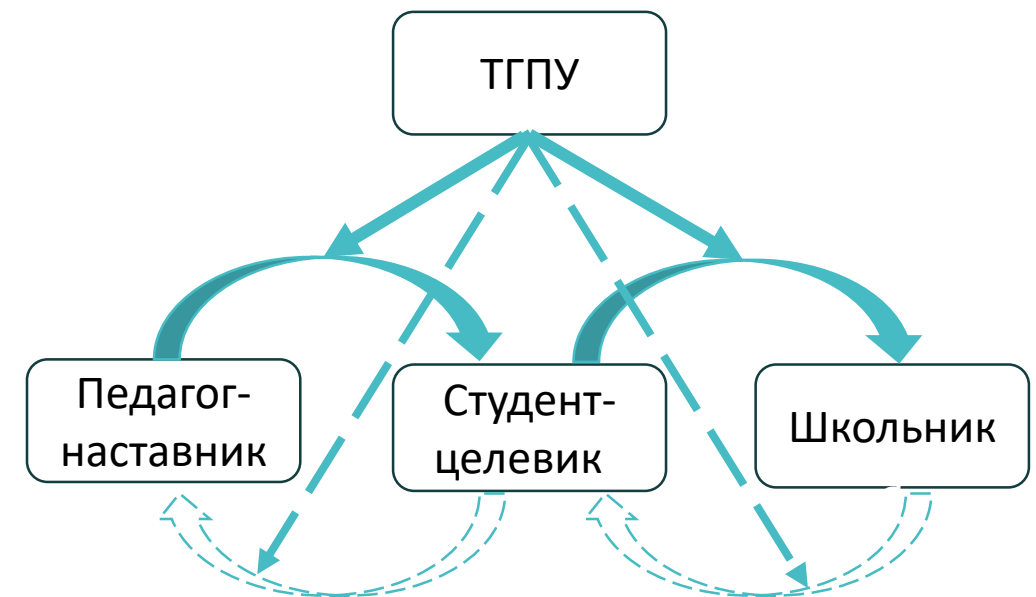 ТГПУ
Педагог-
наставник
Студент-
целевик
Школьник